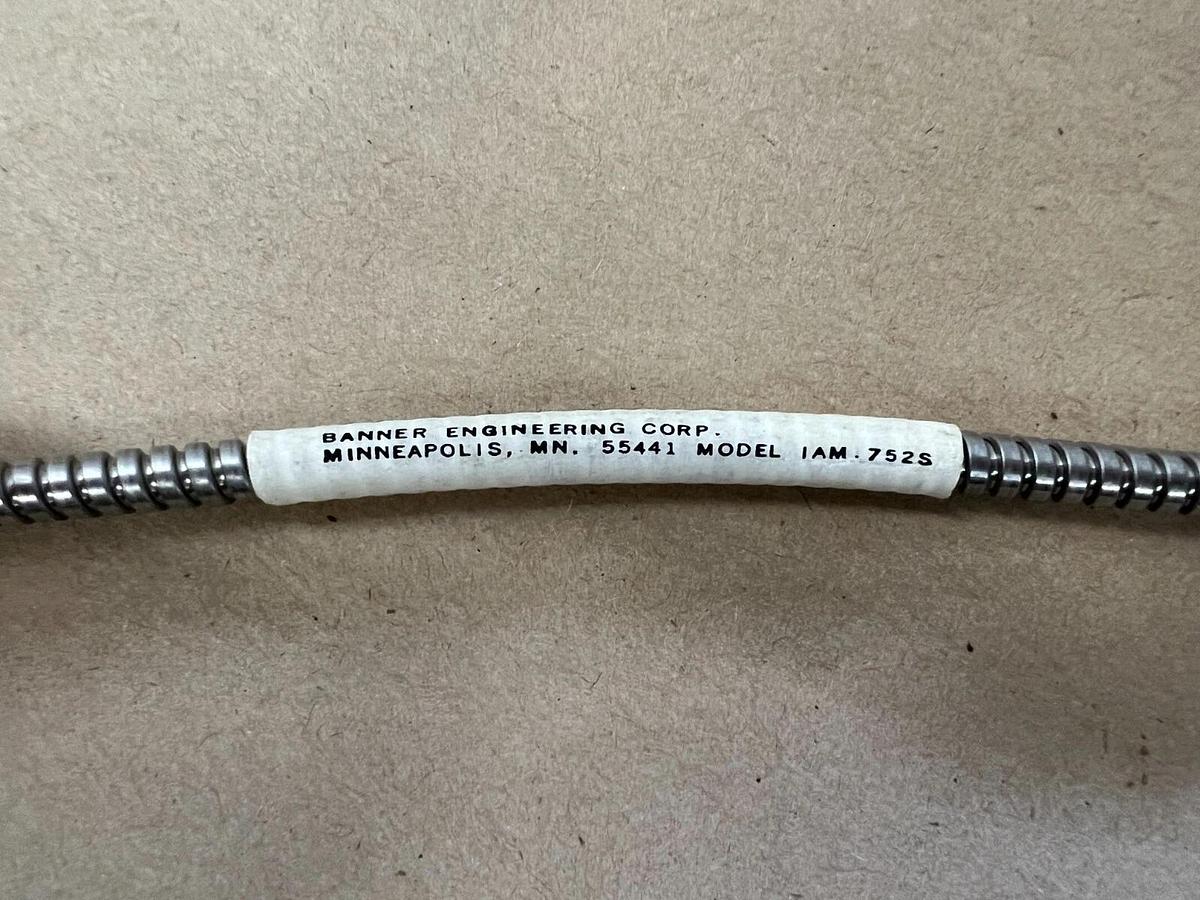 BANNER ENGINEERING CORP.
MINNEAPOLIS, MN. 55441 MODEL IAM.752S